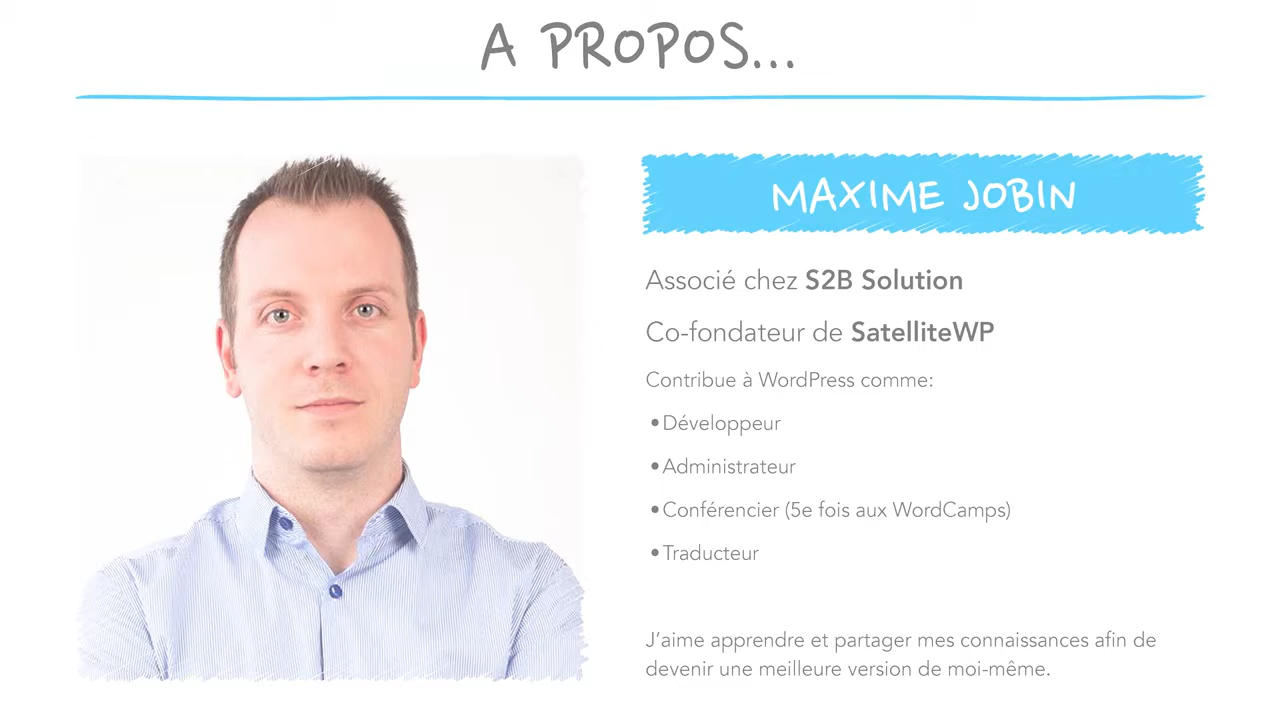 A PROPOS...
MAXIME JOBIN
Associé chez S2B Solution
Co-fondateur de SatelliteWP
Contribue à WordPress comme:
•Développeur
•Administrateur
•Conférencier (5e fois aux WordCamps)
•Traducteur
J’aime apprendre et partager mes connaissances afin de
devenir une meilleure version de moi-même.